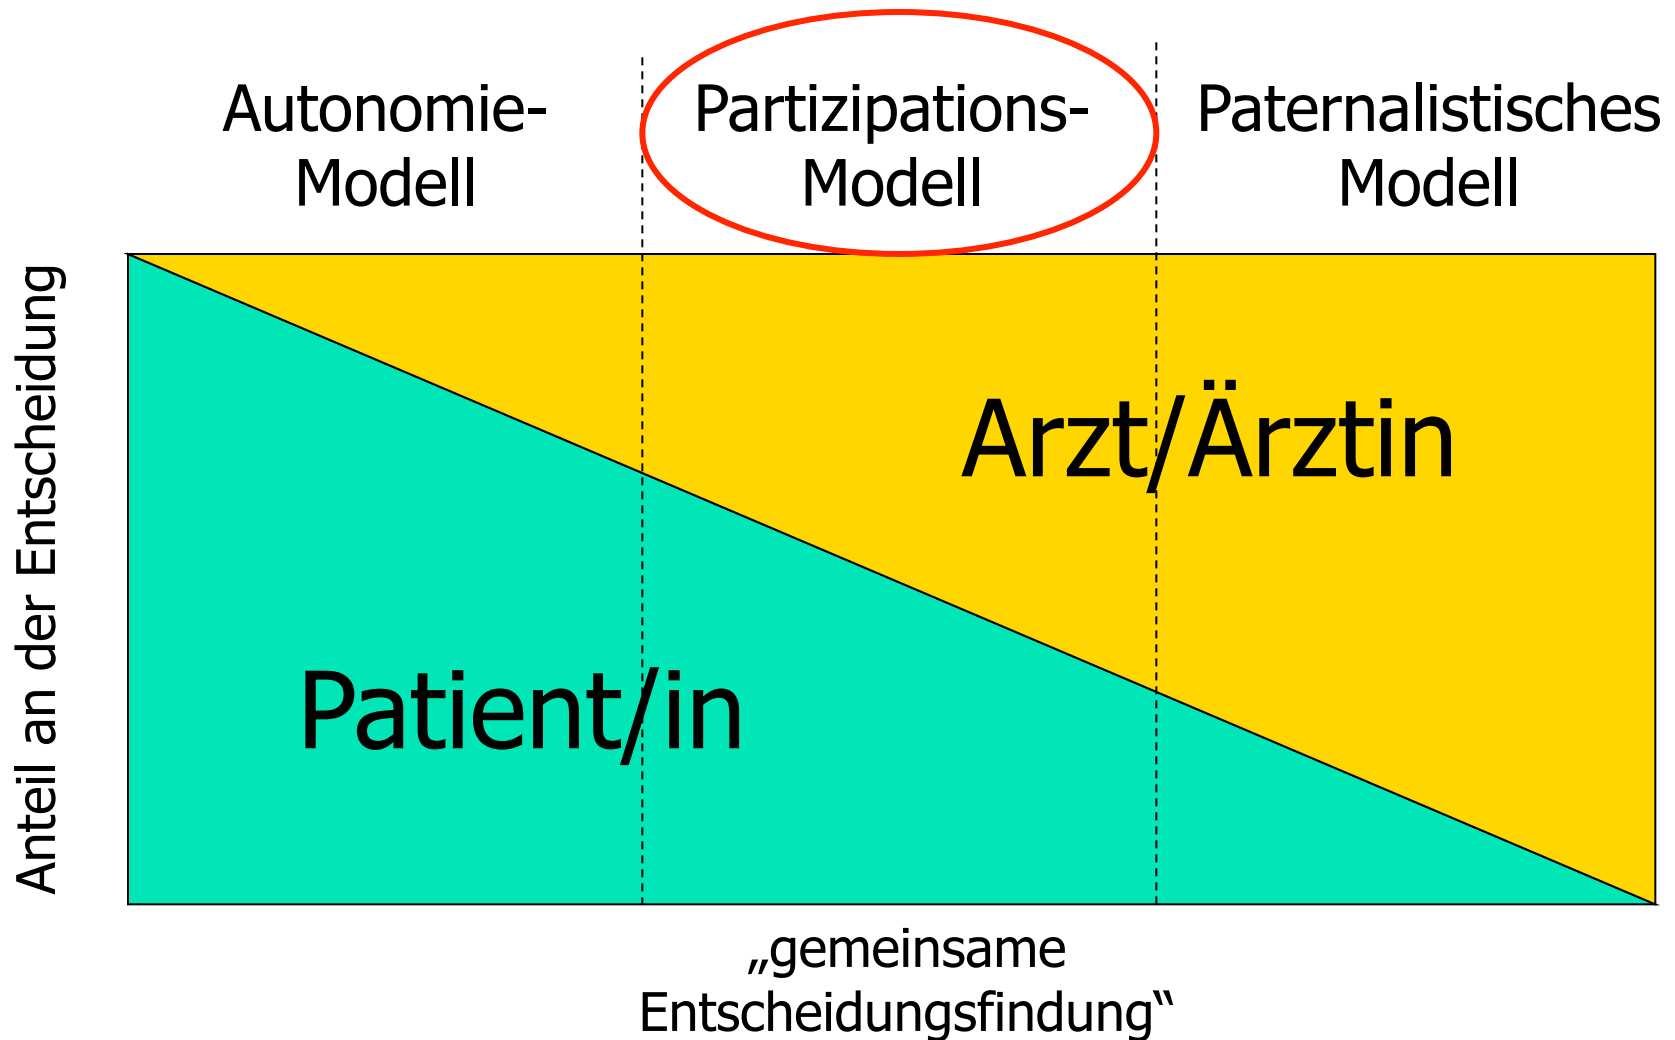 Autonomie-
Modell
Partizipations-
Modell
Paternalistisches
Modell
Anteil an der Entscheidung
Arzt/Ärztin
Patient/in
„gemeinsame
Entscheidungsfindung“